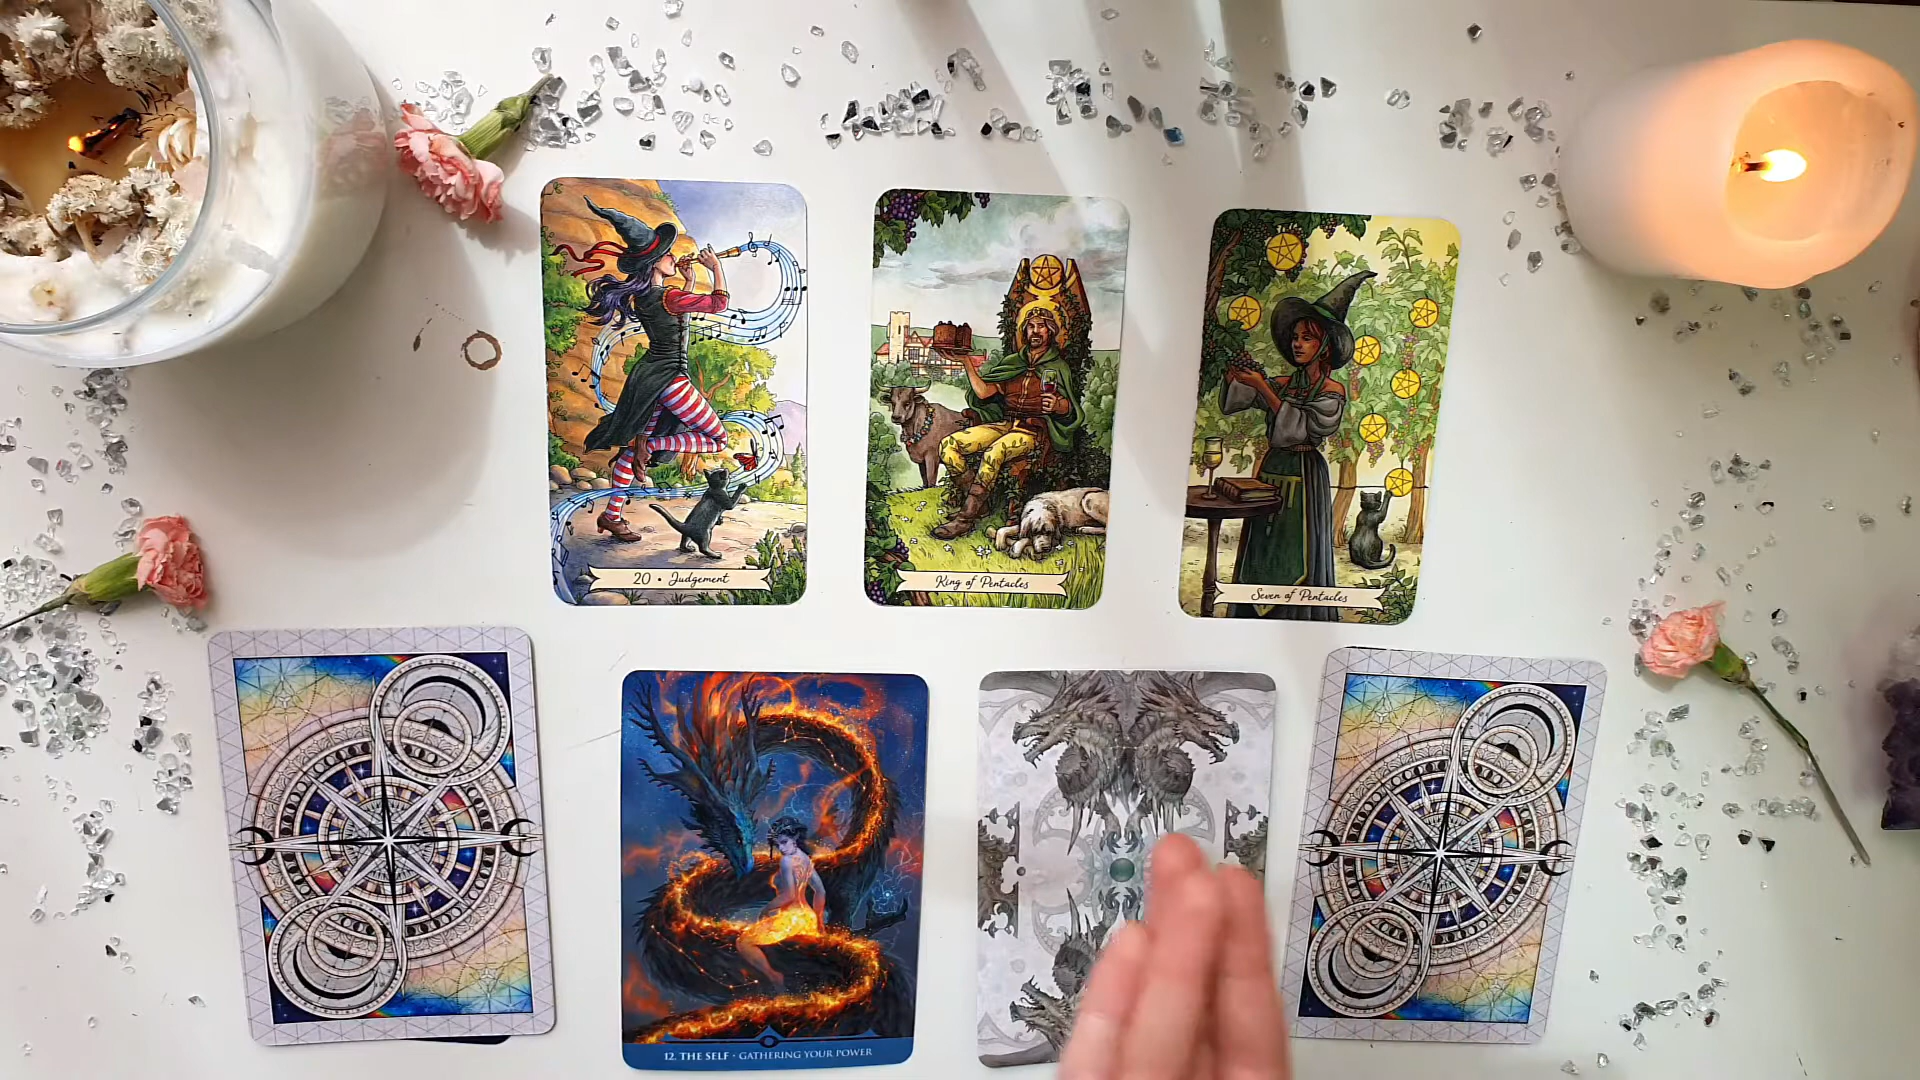 20 • Judgement
King of Pentacles
Seven of Pentacles
12. THE SELF • GATHERING YOUR POWER